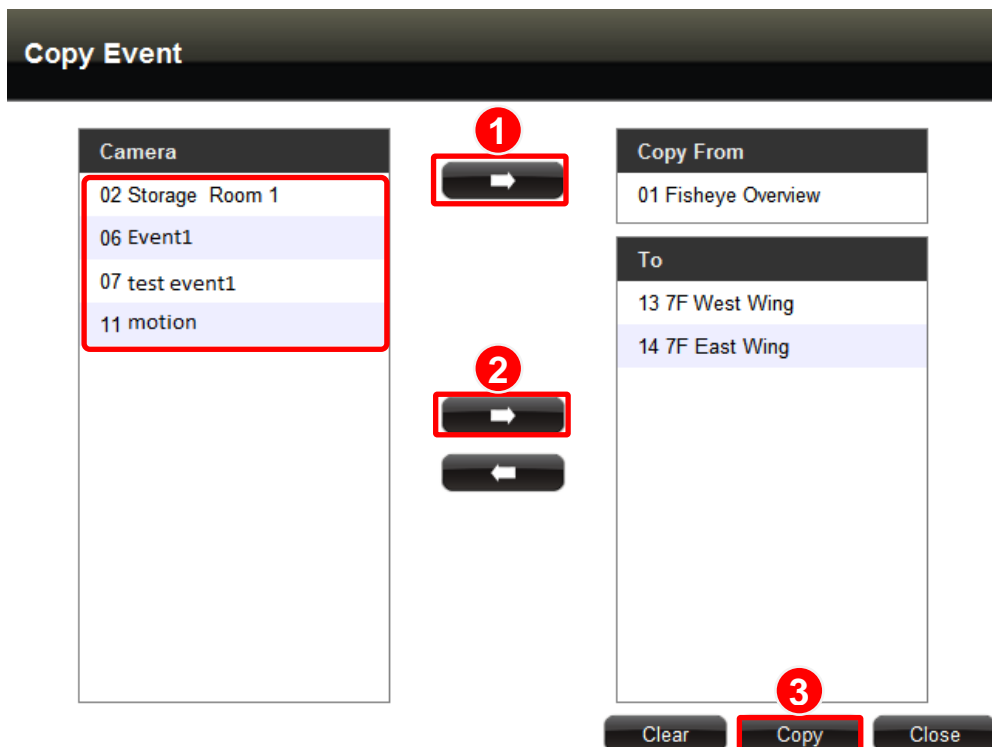 Copy Event
Camera
02 Storage Room 1
06 Event1
07 test event1
11 motion
1
2
Copy From
01 Fisheye Overview
To
13 7F West Wing
14 7F East Wing
3
Clear
Copy
Close